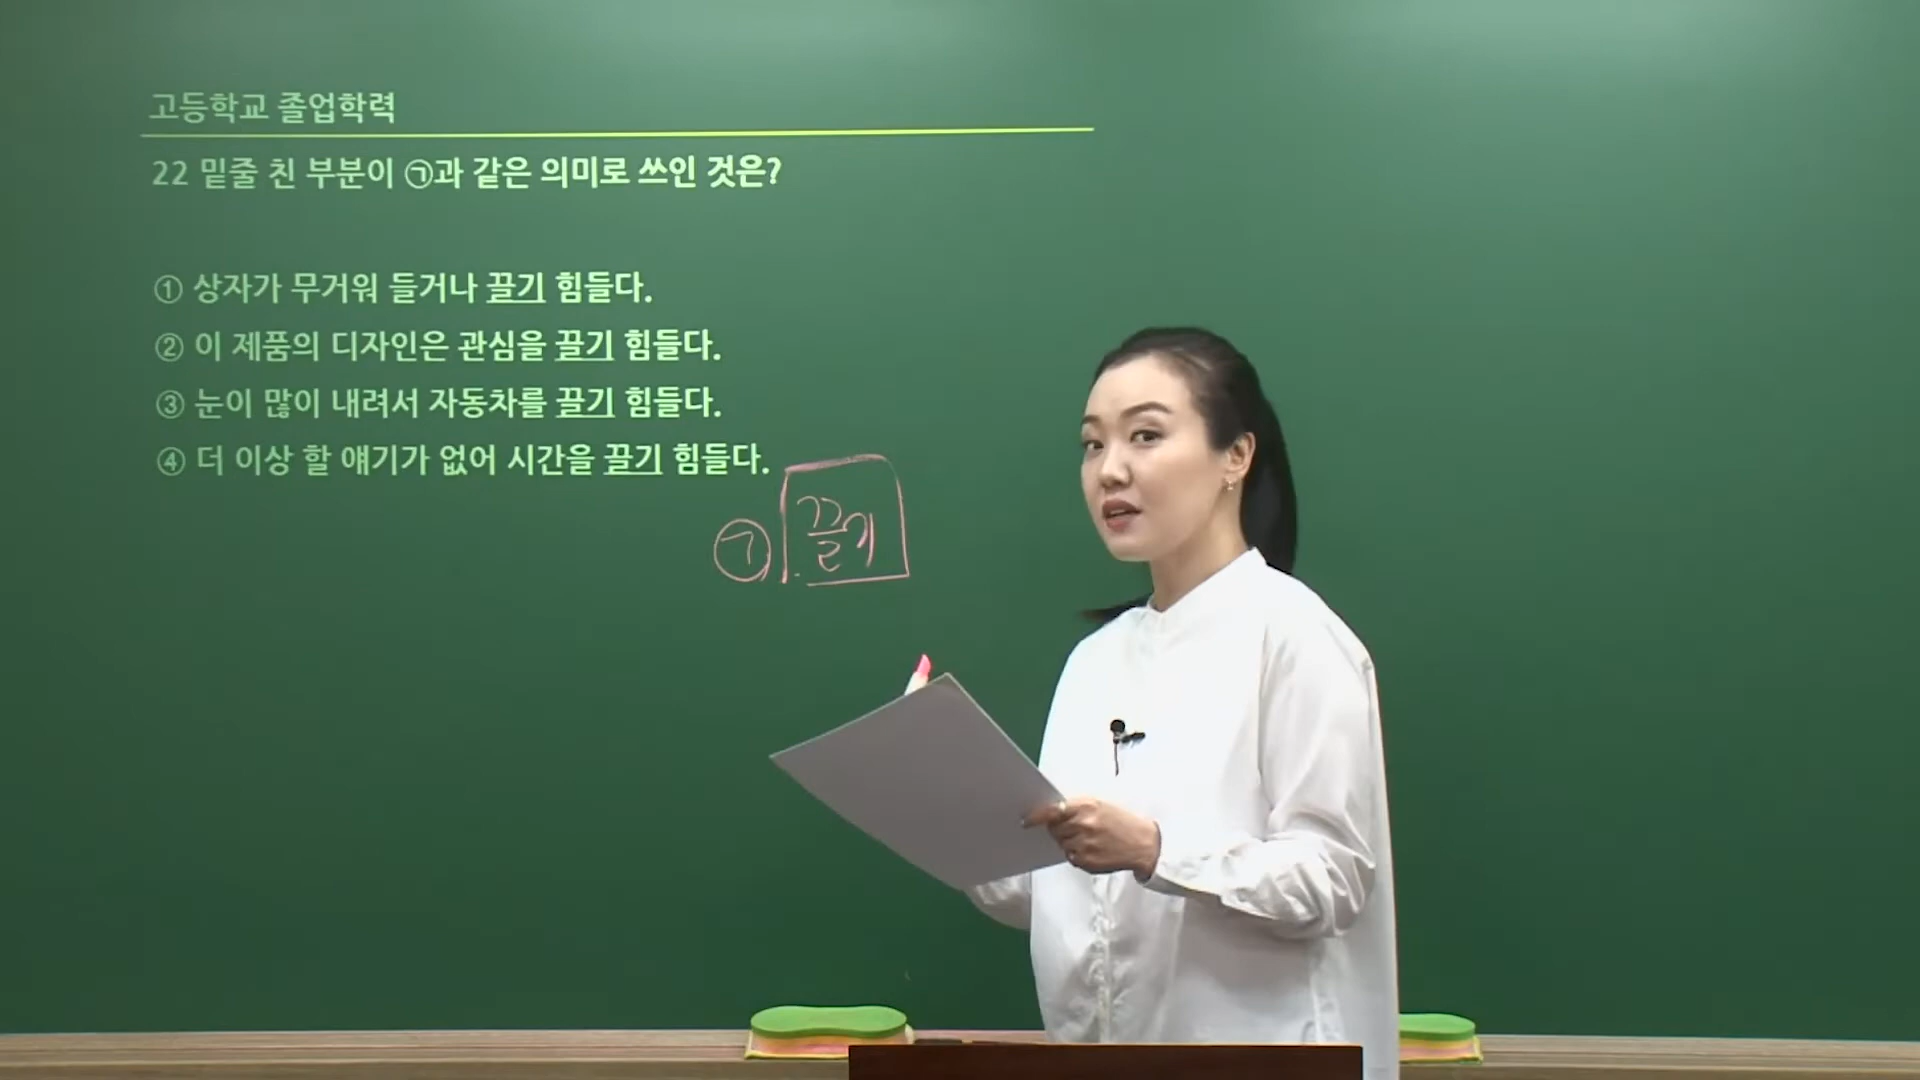 고등학교 졸업학력
22 밑줄 친 부분이 ㉠과 같은 의미로 쓰인 것은?
① 상자가 무거워 들거나 끌기 힘들다.
② 이 제품의 디자인은 관심을 끌기 힘들다.
③ 눈이 많이 내려서 자동차를 끌기 힘들다.
④ 더 이상 할 얘기가 없어 시간을 끌기 힘들다.
㉠ 끌기